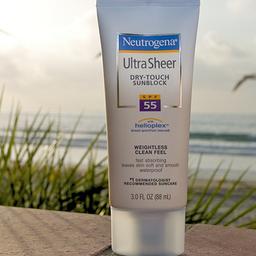 Neutrogena®
Ultra Sheer
DRY-TOUCH
SUNBLOCK
SPF
55
with
helioplex
WEIGHTLESS
CLEAN FEEL
fast absorbing
leaves skin soft and smooth
waterproof
#1 DERMATOLOGIST
RECOMMENDED SUNCARE
3.0 FL OZ (88 mL)